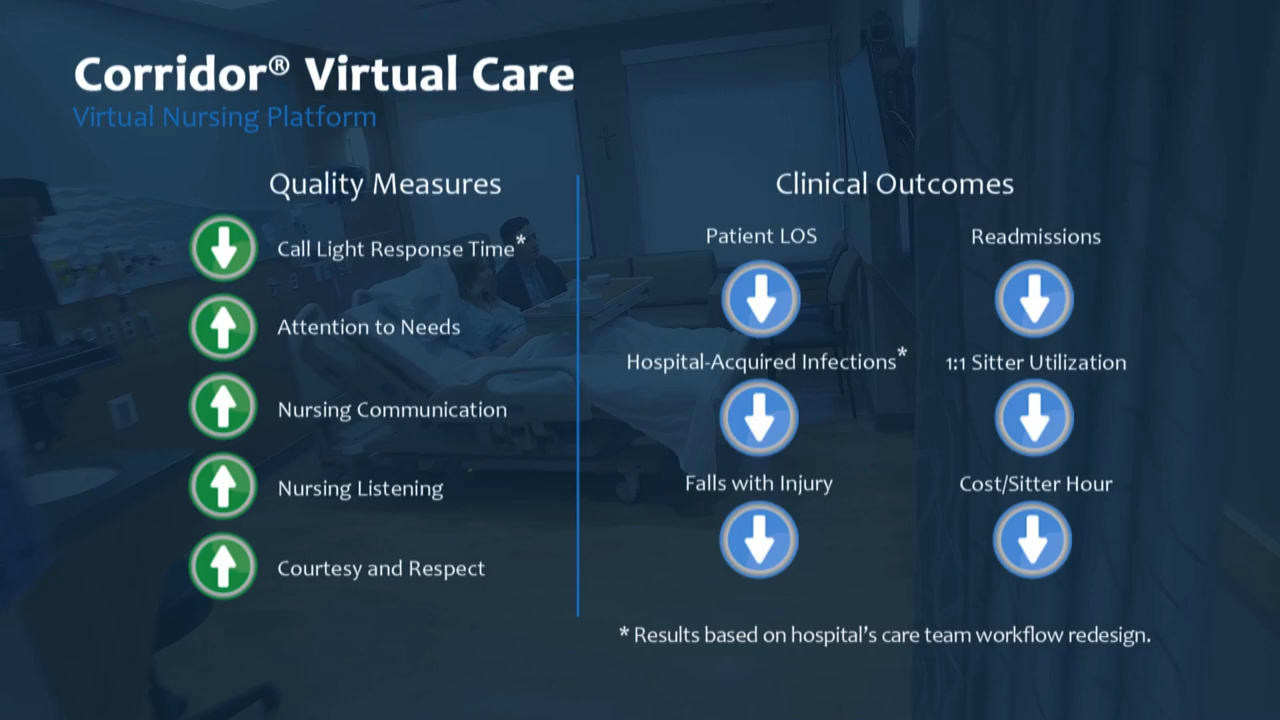 Corridor® Virtual Care
Virtual Nursing Platform
Quality Measures
Call Light Response Time*
Attention to Needs
Nursing Communication
Nursing Listening
Courtesy and Respect
Clinical Outcomes
Patient LOS
Readmissions
Hospital-Acquired Infections*
1:1 Sitter Utilization
Falls with Injury
Cost/Sitter Hour
* Results based on hospital’s care team workflow redesign.